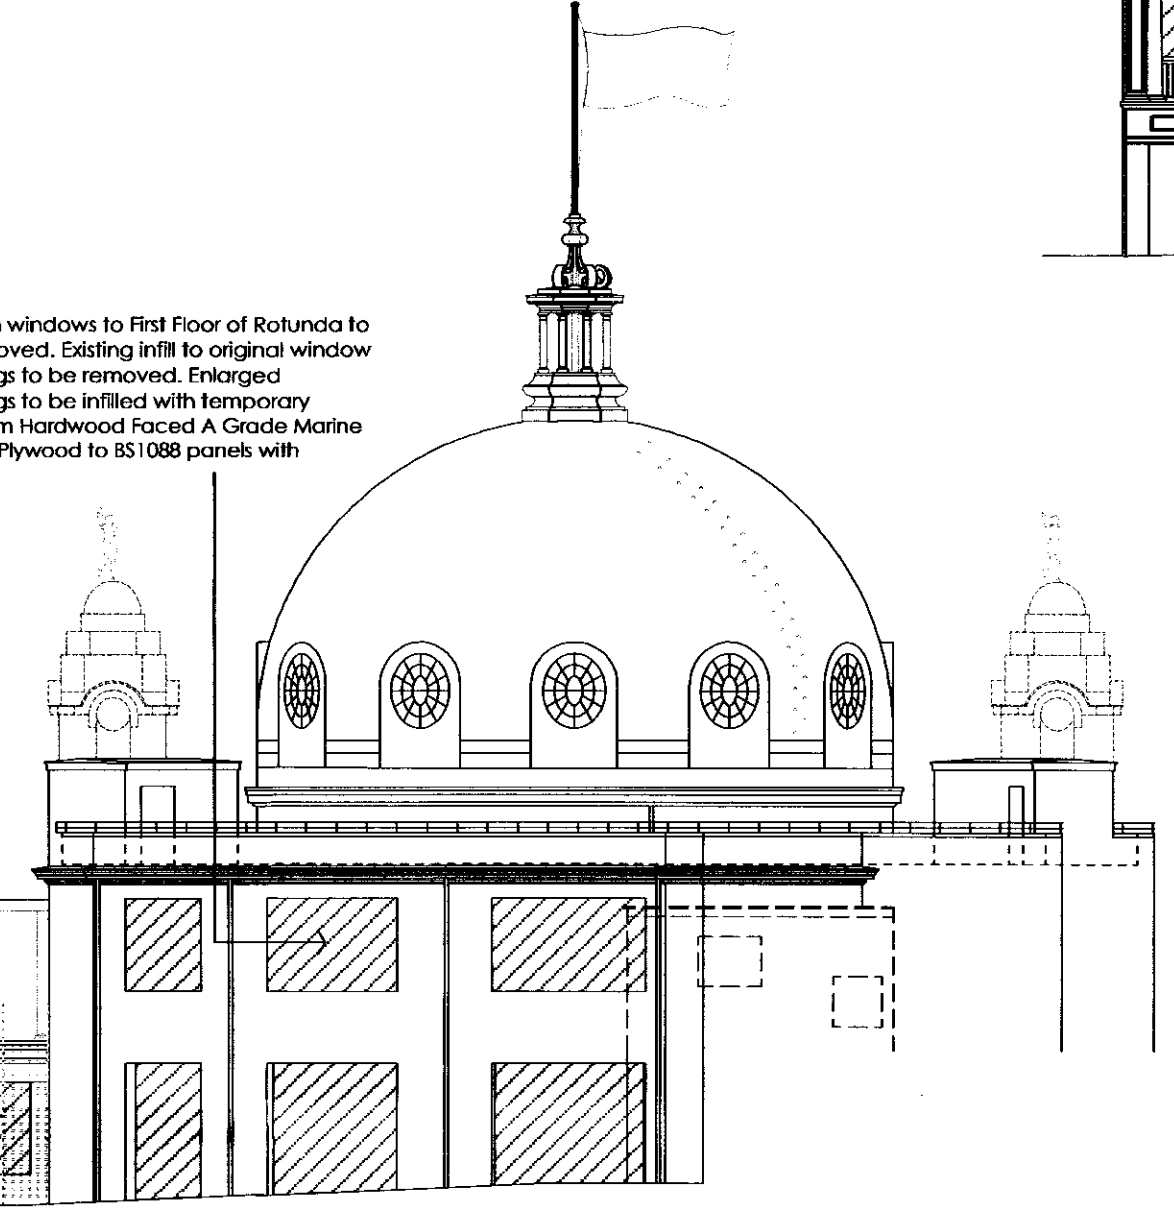 windows to First Floor of Rotunda to
oved. Existing infill to original window
gs to be removed. Enlarged
gs to be infilled with temporary
m Hardwood Faced A Grade Marine
Plywood to BS1088 panels with